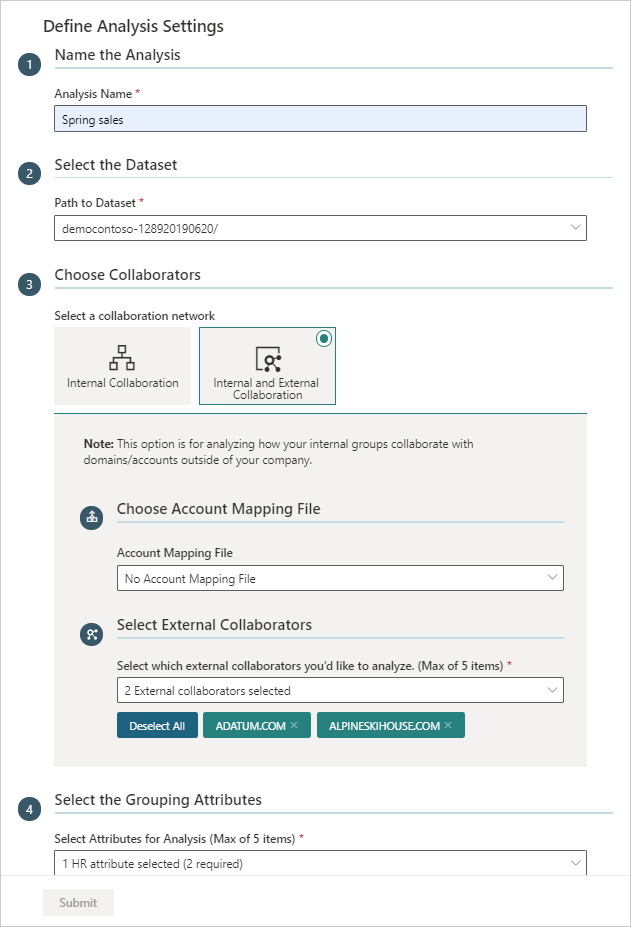 Define Analysis Settings
1
Name the Analysis
Analysis Name *
Spring sales
2
Select the Dataset
Path to Dataset *
democontoso-128920190620/
3
Choose Collaborators
Select a collaboration network
Internal Collaboration
Internal and External
Collaboration
Note: This option is for analyzing how your internal groups collaborate with
domains/accounts outside of your company.
Choose Account Mapping File
Account Mapping File
No Account Mapping File
Select External Collaborators
Select which external collaborators you'd like to analyze. (Max of 5 items) *
2 External collaborators selected
Deselect All
ADATUM.COM ×
ALPINESKIHOUSE.COM ×
4
Select the Grouping Attributes
Select Attributes for Analysis (Max of 5 items) *
1 HR attribute selected (2 required)
Submit